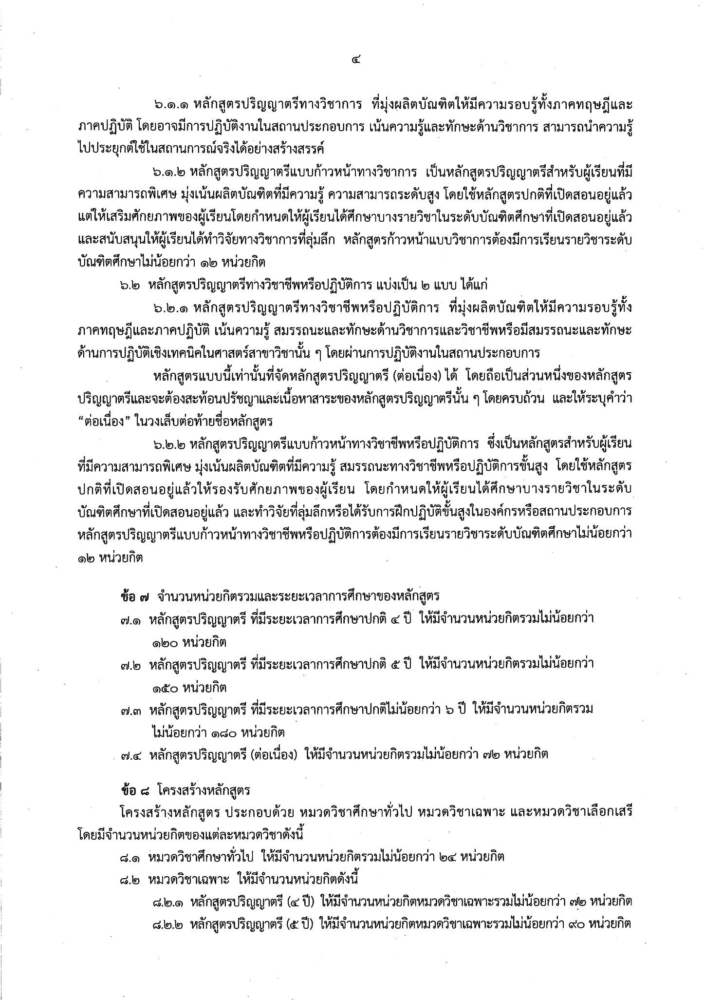 ๔
๖.๑.๑ หลักสูตรปริญญาตรีทางวิชาการ ที่มุ่งผลิตบัณฑิตให้มีความรอบรู้ทั้งภาคทฤษฎีและ
ภาคปฏิบัติ โดยอาจมีการปฏิบัติงานในสถานประกอบการ เน้นความรู้และทักษะด้านวิชาการ สามารถนำความรู้
ไปประยุกต์ใช้ในสถานการณ์จริงได้อย่างสร้างสรรค์
๖.๑.๒ หลักสูตรปริญญาตรีแบบก้าวหน้าทางวิชาการ เป็นหลักสูตรปริญญาตรีสำหรับผู้เรียนที่มี
ความสามารถพิเศษ มุ่งเน้นผลิตบัณฑิตที่มีความรู้ ความสามารถระดับสูง โดยใช้หลักสูตรปกติที่เปิดสอนอยู่แล้ว
แต่ให้เสริมศักยภาพของผู้เรียนโดยกำหนดให้ผู้เรียนได้ศึกษาบางรายวิชาในระดับบัณฑิตศึกษาที่เปิดสอนอยู่แล้ว
และสนับสนุนให้ผู้เรียนได้ทำวิจัยทางวิชาการที่ลุ่มลึก หลักสูตรก้าวหน้าแบบวิชาการต้องมีการเรียนรายวิชาระดับ
บัณฑิตศึกษาไม่น้อยกว่า ๑๒ หน่วยกิต
๖.๒ หลักสูตรปริญญาตรีทางวิชาชีพหรือปฏิบัติการ แบ่งเป็น ๒ แบบ ได้แก่
๖.๒.๑ หลักสูตรปริญญาตรีทางวิชาชีพหรือปฏิบัติการ ที่มุ่งผลิตบัณฑิตให้มีความรอบรู้ทั้ง
ภาคทฤษฎีและภาคปฏิบัติ เน้นความรู้ สมรรถนะและทักษะด้านวิชาการและวิชาชีพหรือมีสมรรถนะและทักษะ
ด้านการปฏิบัติเชิงเทคนิคในศาสตร์สาขาวิชานั้น ๆ โดยผ่านการปฏิบัติงานในสถานประกอบการ
หลักสูตรแบบนี้เท่านั้นที่จัดหลักสูตรปริญญาตรี (ต่อเนื่อง) ได้ โดยถือเป็นส่วนหนึ่งของหลักสูตร
ปริญญาตรีและจะต้องสะท้อนปรัชญาและเนื้อหาสาระของหลักสูตรปริญญาตรีนั้น ๆ โดยครบถ้วน และให้ระบุคำว่า
“ต่อเนื่อง” ในวงเล็บต่อท้ายชื่อหลักสูตร
๖.๒.๒ หลักสูตรปริญญาตรีแบบก้าวหน้าทางวิชาชีพหรือปฏิบัติการ ซึ่งเป็นหลักสูตรสำหรับผู้เรียน
ที่มีความสามารถพิเศษ มุ่งเน้นผลิตบัณฑิตที่มีความรู้ สมรรถนะทางวิชาชีพหรือปฏิบัติการขั้นสูง โดยใช้หลักสูตร
ปกติที่เปิดสอนอยู่แล้วให้รองรับศักยภาพของผู้เรียน โดยกำหนดให้ผู้เรียนได้ศึกษาบางรายวิชาในระดับ
บัณฑิตศึกษาที่เปิดสอนอยู่แล้ว และทำวิจัยที่ลุ่มลึกหรือได้รับการฝึกปฏิบัติขั้นสูงในองค์กรหรือสถานประกอบการ
หลักสูตรปริญญาตรีแบบก้าวหน้าทางวิชาชีพหรือปฏิบัติการต้องมีการเรียนรายวิชาระดับบัณฑิตศึกษาไม่น้อยกว่า
๑๒ หน่วยกิต
ข้อ ๗ จำนวนหน่วยกิตรวมและระยะเวลาการศึกษาของหลักสูตร
๗.๑ หลักสูตรปริญญาตรี ที่มีระยะเวลาการศึกษาปกติ ๔ ปี ให้มีจำนวนหน่วยกิตรวมไม่น้อยกว่า
๑๒๐ หน่วยกิต
๗.๒ หลักสูตรปริญญาตรี ที่มีระยะเวลาการศึกษาปกติ ๕ ปี ให้มีจำนวนหน่วยกิตรวมไม่น้อยกว่า
๑๕๐ หน่วยกิต
๗.๓ หลักสูตรปริญญาตรี ที่มีระยะเวลาการศึกษาปกติไม่น้อยกว่า ๖ ปี ให้มีจำนวนหน่วยกิตรวม
ไม่น้อยกว่า ๑๘๐ หน่วยกิต
๗.๔ หลักสูตรปริญญาตรี (ต่อเนื่อง) ให้มีจำนวนหน่วยกิตรวมไม่น้อยกว่า ๗๒ หน่วยกิต
ข้อ ๘ โครงสร้างหลักสูตร
โครงสร้างหลักสูตร ประกอบด้วย หมวดวิชาศึกษาทั่วไป หมวดวิชาเฉพาะ และหมวดวิชาเลือกเสรี
โดยมีจำนวนหน่วยกิตของแต่ละหมวดวิชาดังนี้
๘.๑ หมวดวิชาศึกษาทั่วไป ให้มีจำนวนหน่วยกิตรวมไม่น้อยกว่า ๒๔ หน่วยกิต
๘.๒ หมวดวิชาเฉพาะ ให้มีจำนวนหน่วยกิตดังนี้
๘.๒.๑ หลักสูตรปริญญาตรี (๔ ปี) ให้มีจำนวนหน่วยกิตหมวดวิชาเฉพาะรวมไม่น้อยกว่า ๗๒ หน่วยกิต
๘.๒.๒ หลักสูตรปริญญาตรี (๕ ปี) ให้มีจำนวนหน่วยกิตหมวดวิชาเฉพาะรวมไม่น้อยกว่า ๙๐ หน่วยกิต